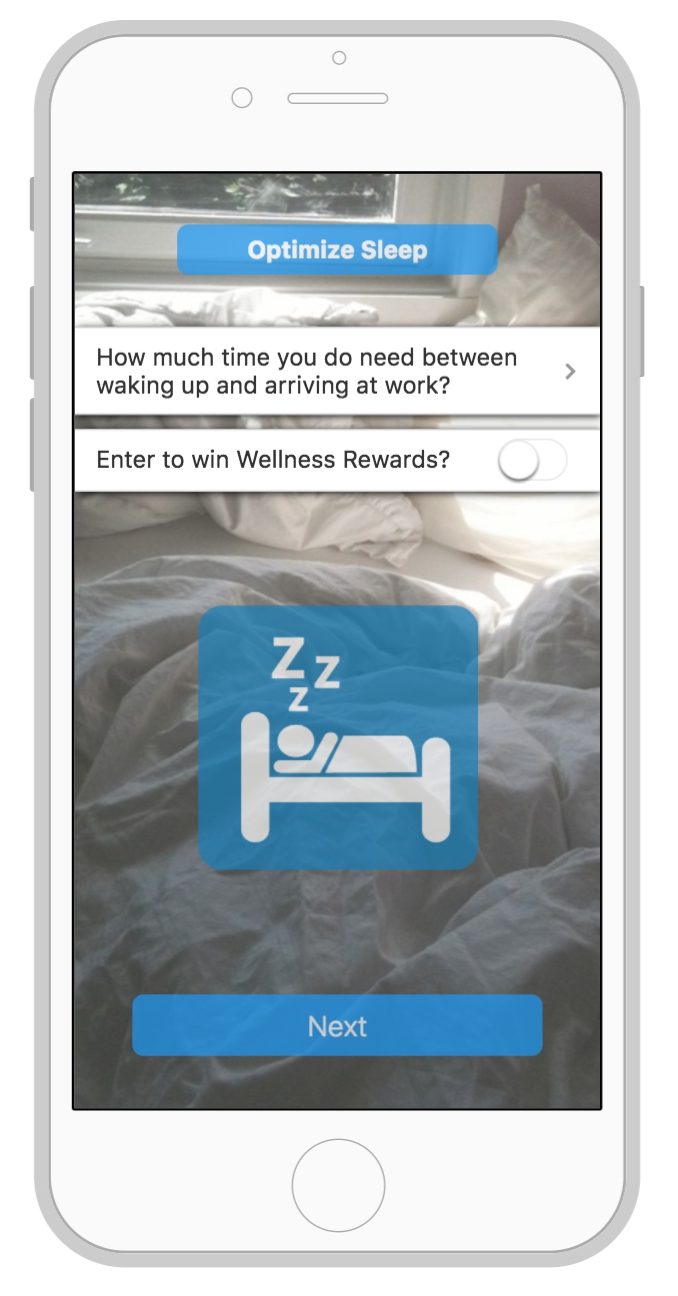 Optimize Sleep
How much time you do need between
waking up and arriving at work?
Enter to win Wellness Rewards?
Z Z
Z
Next